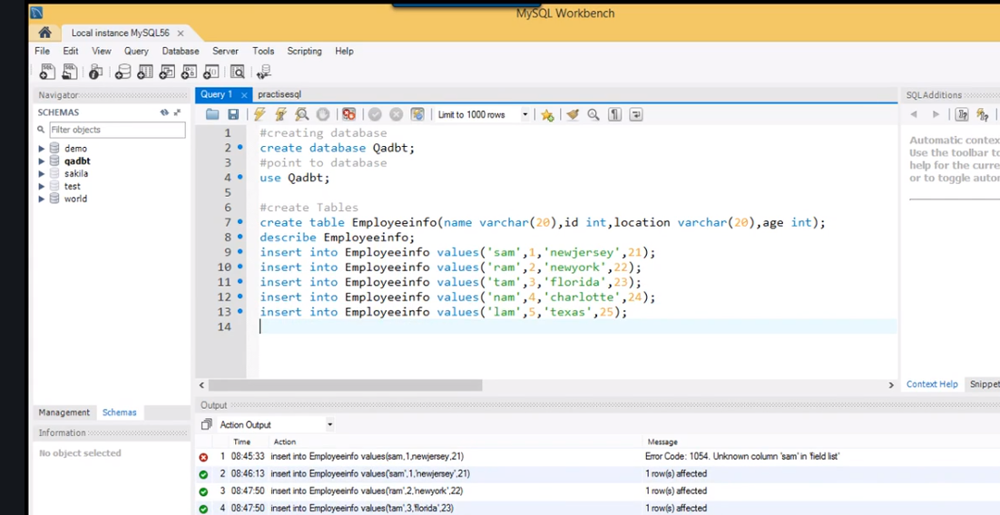 MySQL Workbench
Local instance MySQL56
File Edit View Query Database Server Tools Scripting Help
Navigator
SCHEMAS
Filter objects
demo
qadbt
sakila
test
world
Management Schemas
Information
No object selected
Query 1 practisesql
Limit to 1000 rows
1 #creating database
2 create database Qadbt;
3 #point to database
4 use Qadbt;
5
6 #create Tables
7 create table Employeeinfo(name varchar(20),id int,location varchar(20),age int);
8 describe Employeeinfo;
9 insert into Employeeinfo values('sam',1,'newjersey',21);
10 insert into Employeeinfo values('ram',2,'newyork',22);
11 insert into Employeeinfo values('tam',3,'florida',23);
12 insert into Employeeinfo values('nam',4,'charlotte',24);
13 insert into Employeeinfo values('lam',5,'texas',25);
14
Output
Action Output
Time Action Message
1 08:45:33 insert into Employeeinfo values(sam,1,newjersey,21) Error Code: 1054. Unknown column 'sam' in 'field list'
2 08:46:13 insert into Employeeinfo values('sam',1,'newjersey',21) 1 row(s) affected
3 08:47:50 insert into Employeeinfo values('ram',2,'newyork',22) 1 row(s) affected
4 08:47:50 insert into Employeeinfo values('tam',3,'florida',23) 1 row(s) affected
SQLAdditions
Automatic contex
Use the toolbar to
help for the curre
or to toggle autor
Context Help Snippet